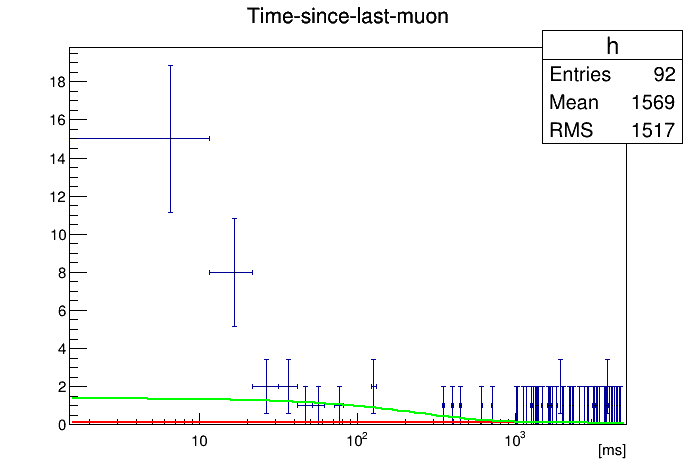 Time-since-last-muon
h
Entries 92
Mean 1569
RMS 1517
18
16
14
12
10
8
6
4
2
0
10 10² 10³
[ms]